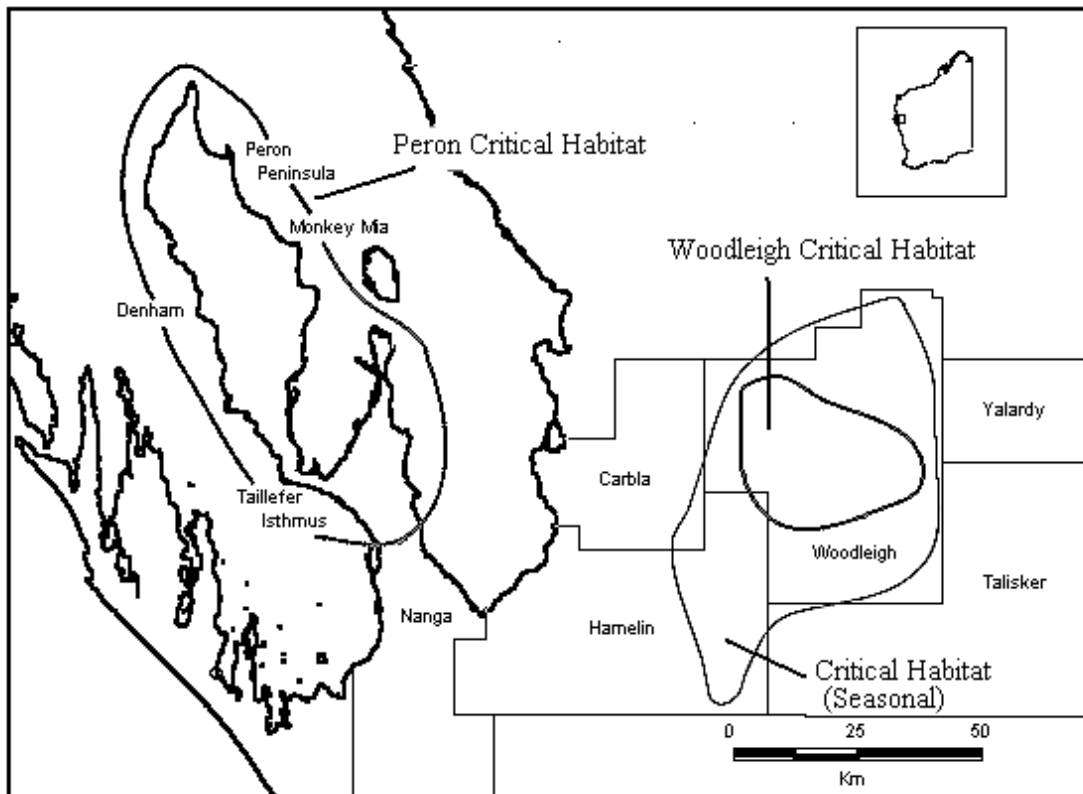 Peron
Peninsula
Peron Critical Habitat
Monkey Mia
Woodleigh Critical Habitat
Denham
Yalardy
Carbla
Taillefer
Isthmus
Woodleigh
Talisker
Nanga
Hamelin
Critical Habitat
(Seasonal)
0 25 50
Km